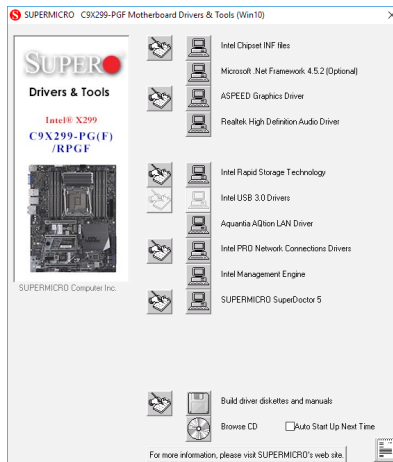 SUPERMICRO C9X299-PGF Motherboard Drivers & Tools (Win10)
SUPER
Drivers & Tools
Intel® X299
C9X299-PG(F)
/RPGF
SUPERMICRO Computer Inc.
Intel Chipset INF files
Microsoft .Net Framework 4.5.2 (Optional)
ASPEED Graphics Driver
Realtek High Definition Audio Driver
Intel Rapid Storage Technology
Intel USB 3.0 Drivers
Aquantia AQtion LAN Driver
Intel PRO Network Connections Drivers
Intel Management Engine
SUPERMICRO SuperDoctor 5
Build driver diskettes and manuals
Browse CD
Auto Start Up Next Time
For more information, please visit SUPERMICRO's web site.